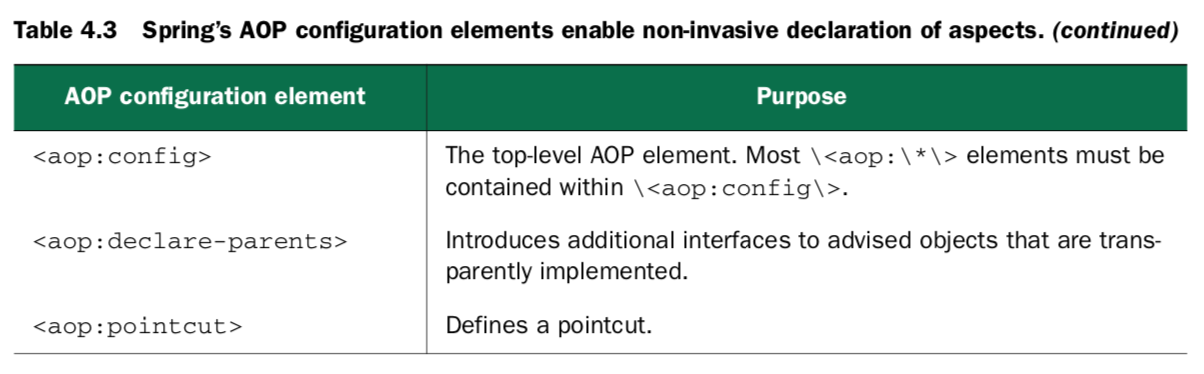 Table 4.3 Spring's AOP configuration elements enable non-invasive declaration of aspects. (continued)
AOP configuration element Purpose
<aop:config> The top-level AOP element. Most \<aop:\*\> elements must be
contained within \<aop:config\>.
<aop:declare-parents> Introduces additional interfaces to advised objects that are trans-
parently implemented.
<aop:pointcut> Defines a pointcut.